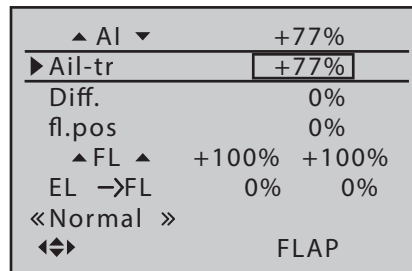 ▲ AI ▼ +77%
▶Ail-tr +77%
Diff. 0%
fl.pos 0%
▲FL ▲ +100% +100%
EL →FL 0% 0%
«Normal »
FLAP